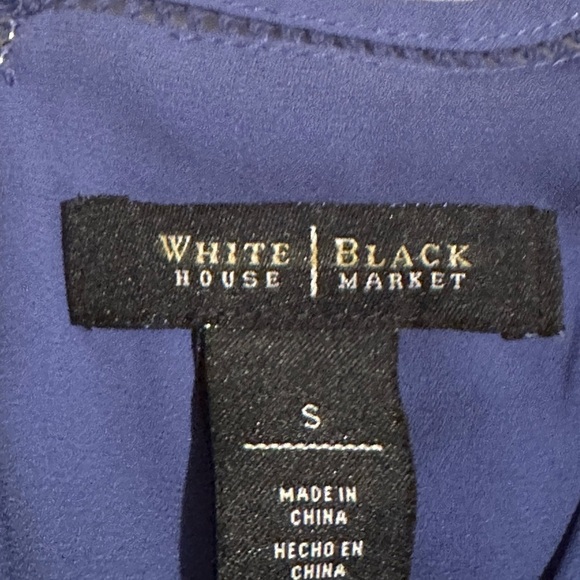 WHITE | BLACK
HOUSE | MARKET
S
MADE IN
CHINA
HECHO EN
CHINA